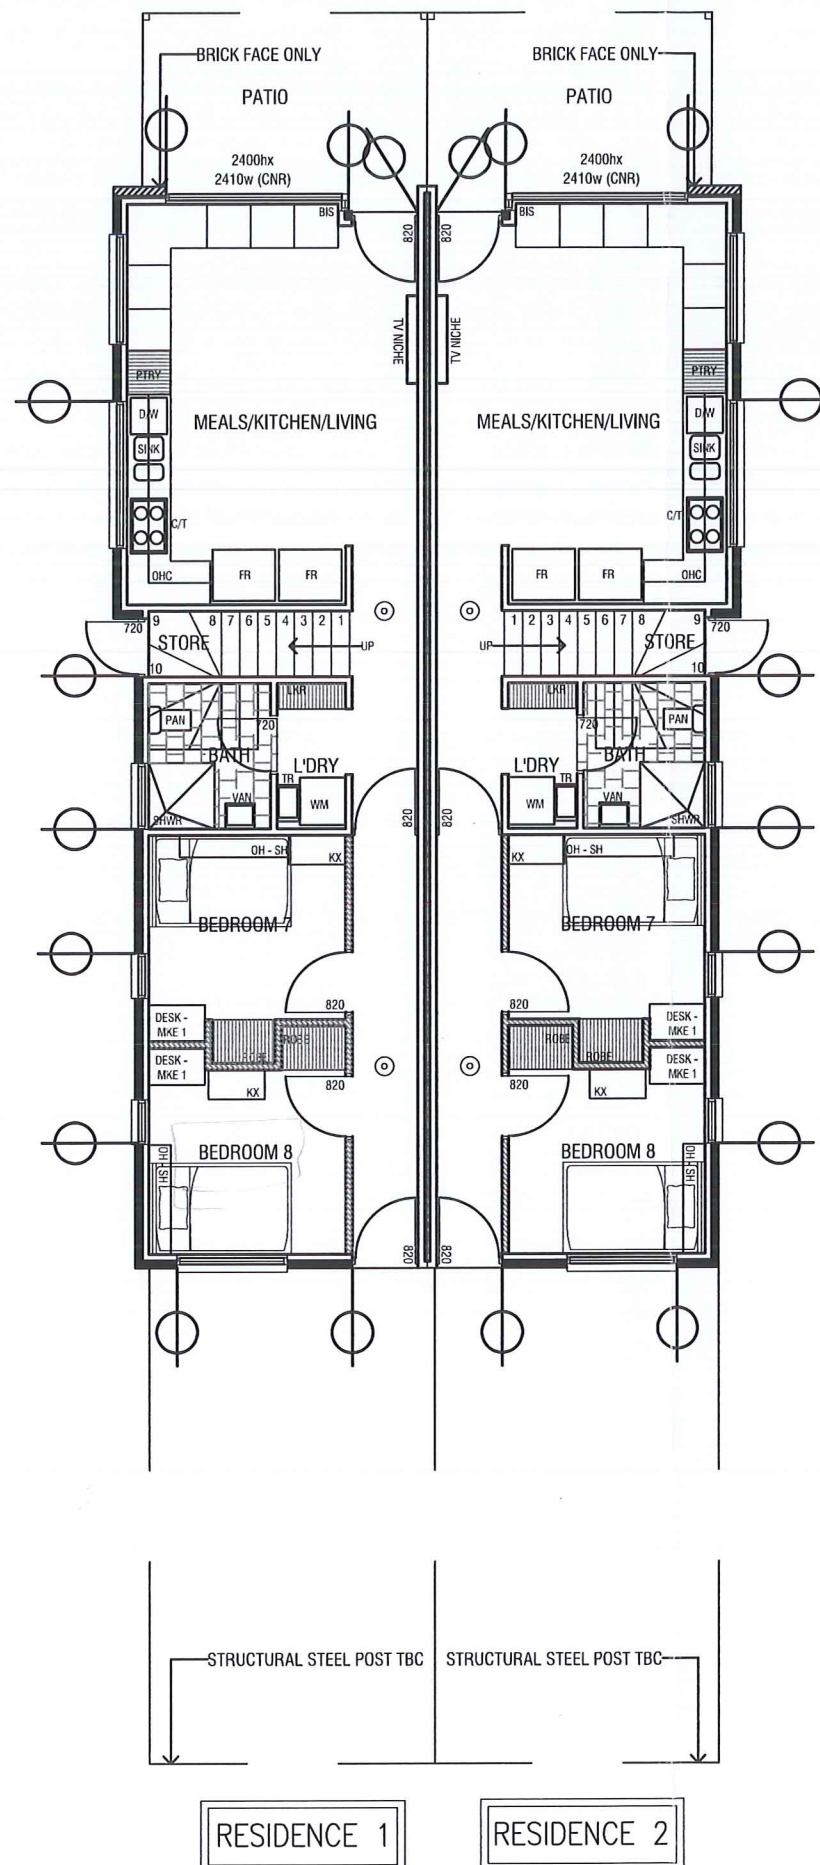 BRICK FACE ONLY
BRICK FACE ONLY
PATIO
PATIO
2400hx
2410w (CNR)
2400hx
2410w (CNR)
BIS
820
820
BIS
TV NICHE
TV NICHE
PTRY
PTRY
D/W
D/W
MEALS/KITCHEN/LIVING
MEALS/KITCHEN/LIVING
SINK
SINK
C/T
C/T
OHC
FR
FR
FR
FR
OHC
720
9
8
7
6
5
4
3
2
1
1
2
3
4
5
6
7
8
9
720
STORE
UP
UP
STORE
10
10
LKR
LKR
PAN
720
720
PAN
BATH
L'DRY
L'DRY
BATH
TR
TR
VAN
WM
WM
VAN
SHWR
820
820
SHWR
OH - SH
KX
KX
OH - SH
BEDROOM 7
BEDROOM 7
820
820
DESK -
MKE 1
DESK -
MKE 1
ROBE
ROBE
ROBE
ROBE
DESK -
MKE 1
DESK -
MKE 1
820
820
KX
KX
BEDROOM 8
BEDROOM 8
OH - SH
OH - SH
820
820
STRUCTURAL STEEL POST TBC
STRUCTURAL STEEL POST TBC
RESIDENCE 1
RESIDENCE 2